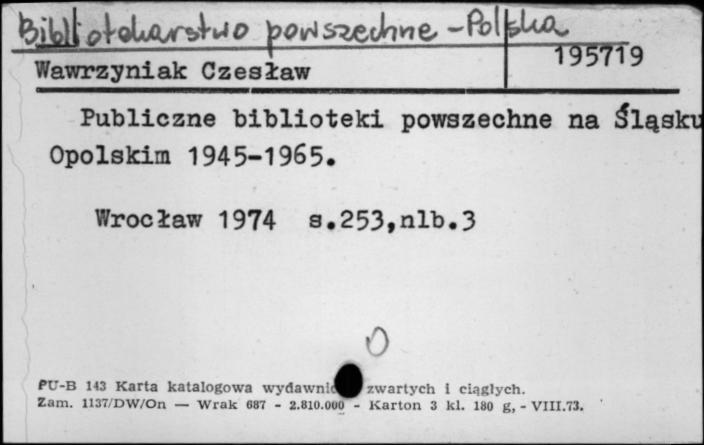 Bibliotekarstwo powszechne - Polska
Wawrzyniak Czesław 195719
Publiczne biblioteki powszechne na Śląsku
Opolskim 1945-1965.
Wrocław 1974 s.253,nlb.3
PU-B 143 Karta katalogowa zwartych i ciągłych.
Zam. 1137/DW/On — Wrak 687 - 2.810.000 - Karton 3 kl. 180 g, - VIII.73.